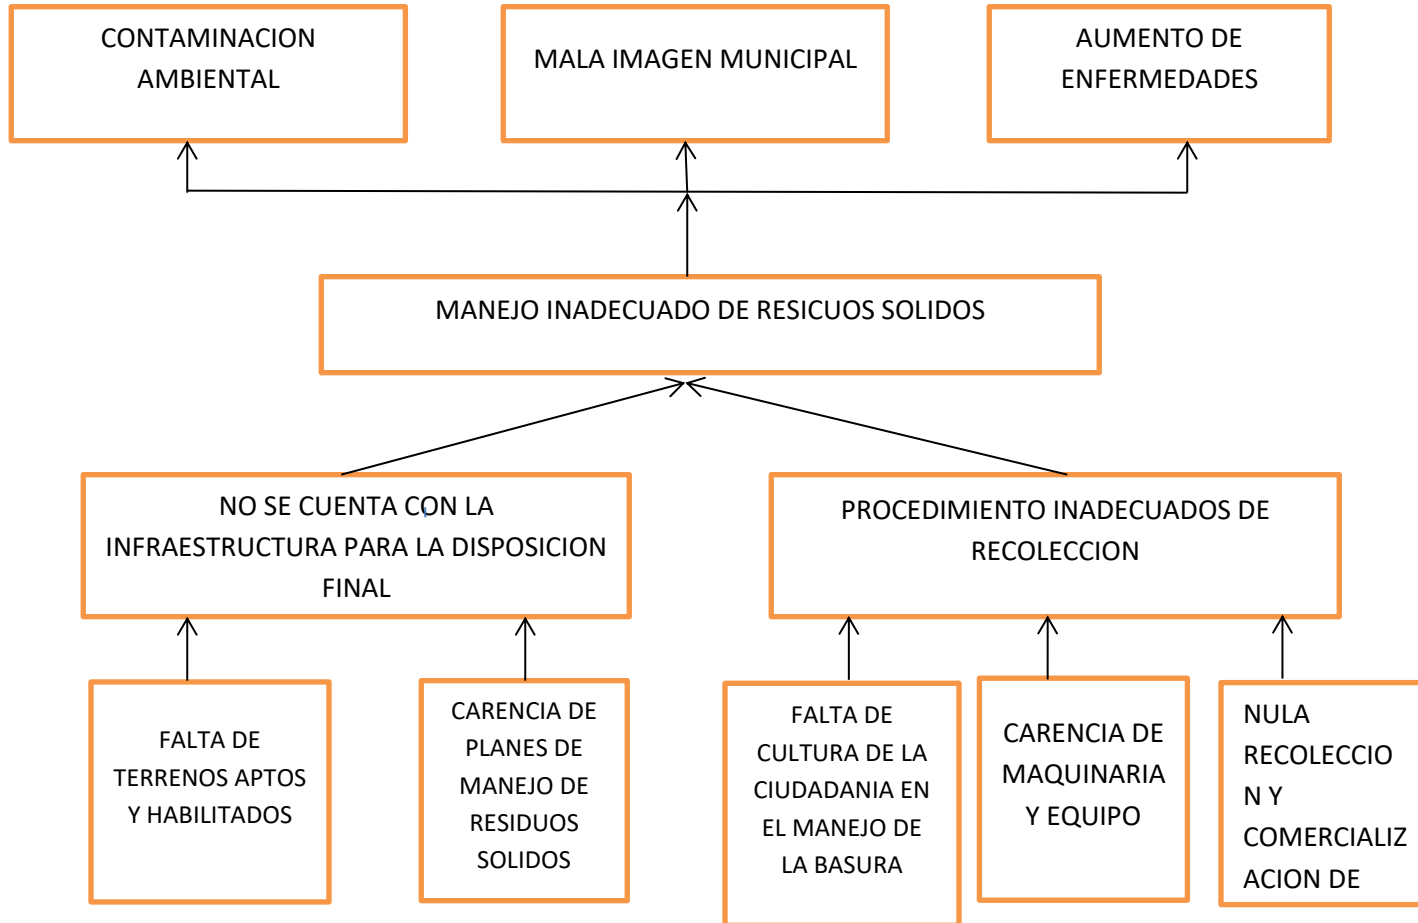 CONTAMINACION
AMBIENTAL
MALA IMAGEN MUNICIPAL
AUMENTO DE
ENFERMEDADES
MANEJO INADECUADO DE RESICUOS SOLIDOS
NO SE CUENTA CON LA
INFRAESTRUCTURA PARA LA DISPOSICION
FINAL
PROCEDIMIENTO INADECUADOS DE
RECOLECCION
FALTA DE
TERRENOS APTOS
Y HABILITADOS
CARENCIA DE
PLANES DE
MANEJO DE
RESIDUOS
SOLIDOS
FALTA DE
CULTURA DE LA
CIUDADANIA EN
EL MANEJO DE
LA BASURA
CARENCIA DE
MAQUINARIA
Y EQUIPO
NULA
RECOLECCIO
N Y
COMERCIALIZ
ACION DE